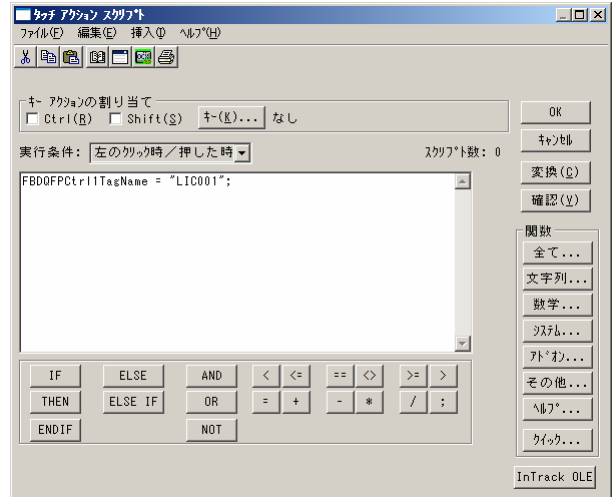 ﾀｯﾁ ｱｸｼｮﾝ ｽｸﾘﾌﾟﾄ
ﾌｧｲﾙ(F) 編集(E) 挿入(I) ﾍﾙﾌﾟ(H)
ｷｰ ｱｸｼｮﾝの割り当て
Ctrl(R) Shift(S) ｷｰ(K)... なし
OK
ｷｬﾝｾﾙ
実行条件: 左のｸﾘｯｸ時/押した時 ｽｸﾘﾌﾟﾄ数: 0
変換(C)
確認(V)
FBDQFPCtrl1TagName = "LIC001";
関数
全て...
文字列...
数学...
ｼｽﾃﾑ...
ｱﾄﾞｵﾝ...
その他...
ﾍﾙﾌﾟ...
ｸｲｯｸ...
IF ELSE AND < <= == <> >= >
THEN ELSE IF OR = + - * / ;
ENDIF NOT
InTrack OLE